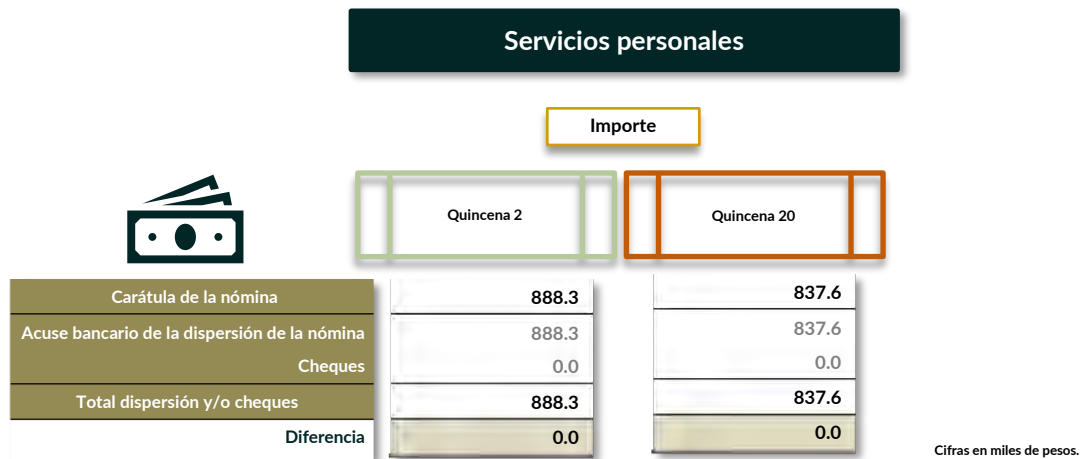 Servicios personales
Importe
Quincena 2 Quincena 20
Carátula de la nómina 888.3 837.6
Acuse bancario de la dispersión de la nómina 888.3 837.6
Cheques 0.0 0.0
Total dispersión y/o cheques 888.3 837.6
Diferencia 0.0 0.0
Cifras en miles de pesos.